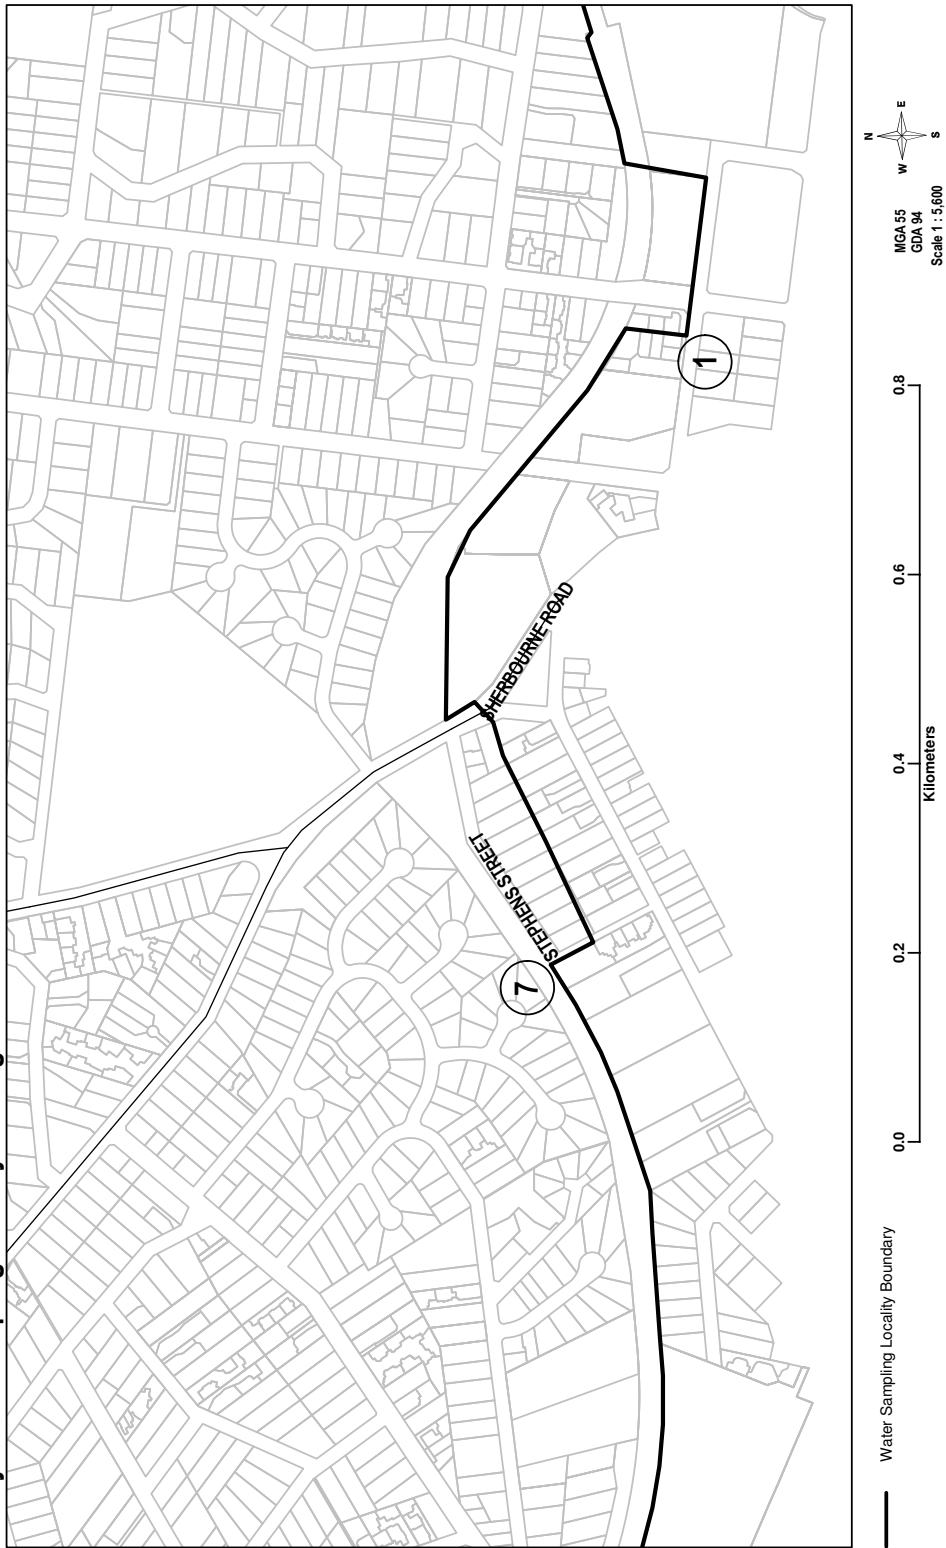 SHERBOURNE ROAD
STEPHENS STREET
7
1
Water Sampling Locality Boundary
0.0 0.2 0.4 0.6 0.8
Kilometers
MGA 55
GDA 94
Scale 1 : 5,600
N
W E
S